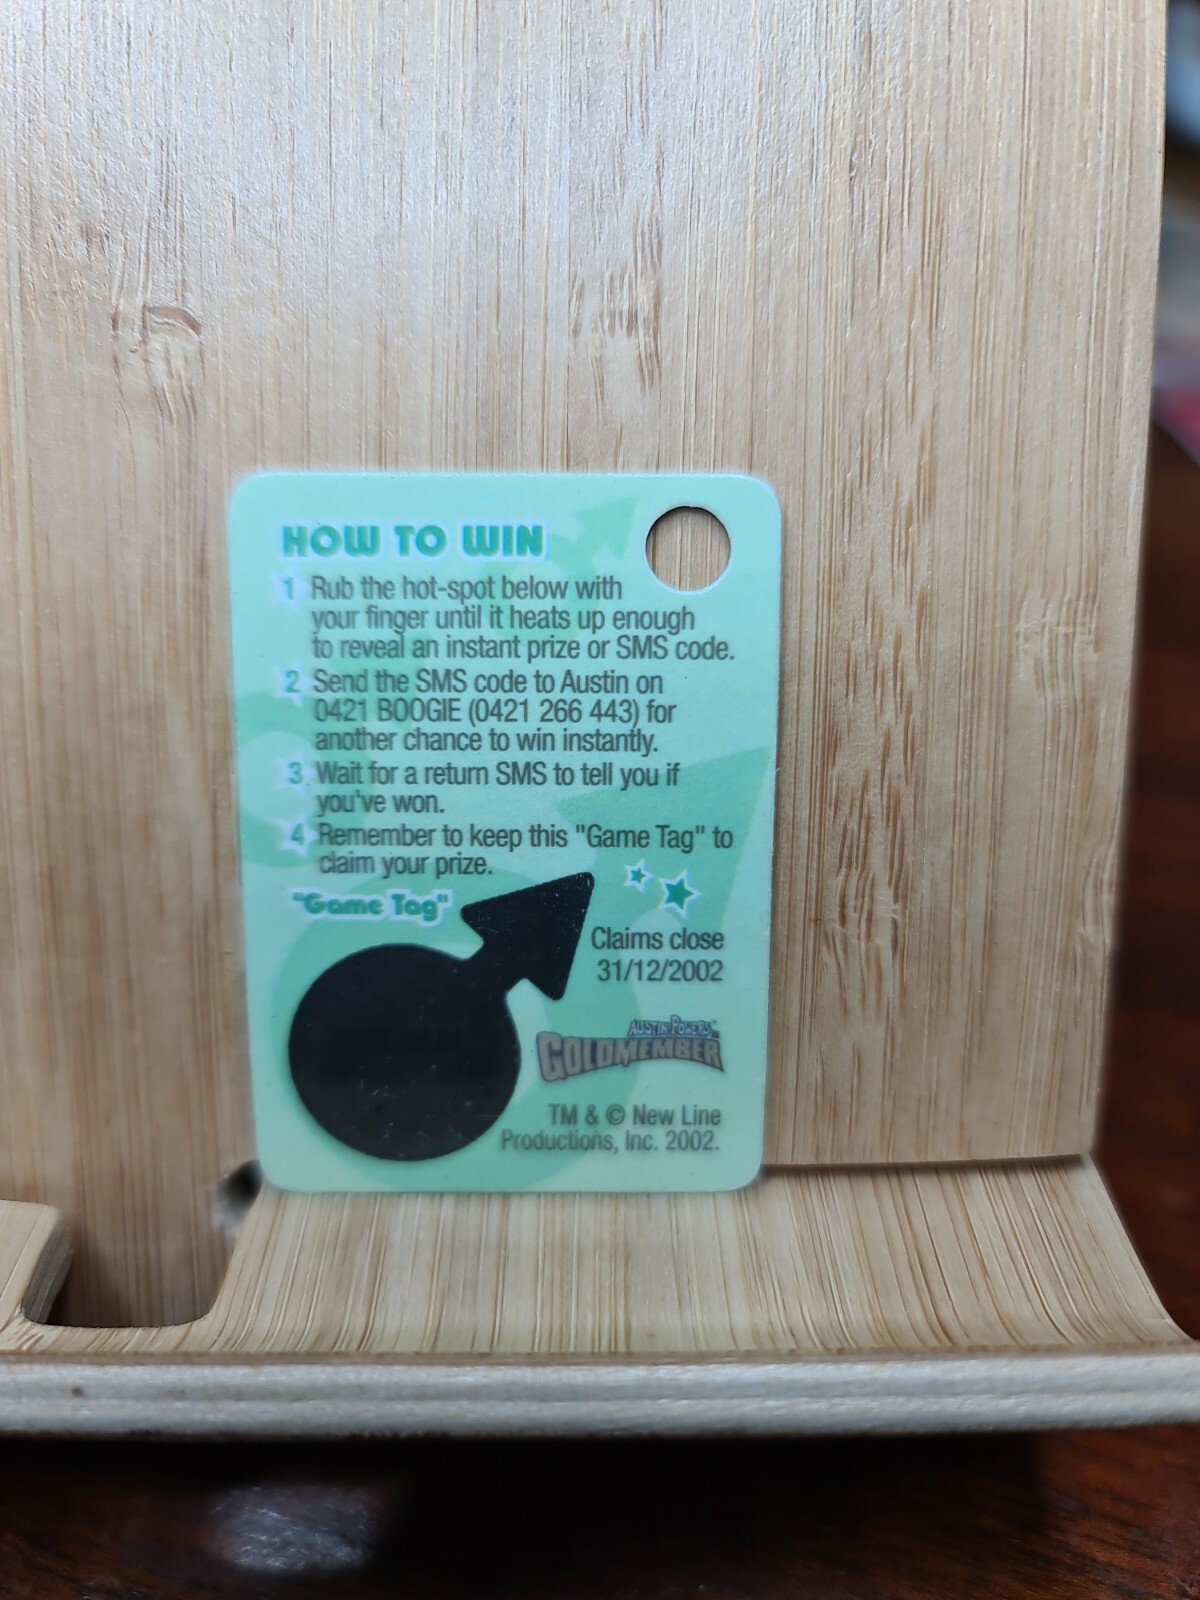 HOW TO WIN
1 Rub the hot-spot below with
your finger until it heats up enough
to reveal an instant prize or SMS code.
2 Send the SMS code to Austin on
0421 BOOGIE (0421 266 443) for
another chance to win instantly.
3 Wait for a return SMS to tell you if
you've won.
4 Remember to keep this "Game Tag" to
claim your prize.
"Game Tag"
Claims close
31/12/2002
AUSTIN POWERS™
GOLDMEMBER
TM & © New Line
Productions, Inc. 2002.